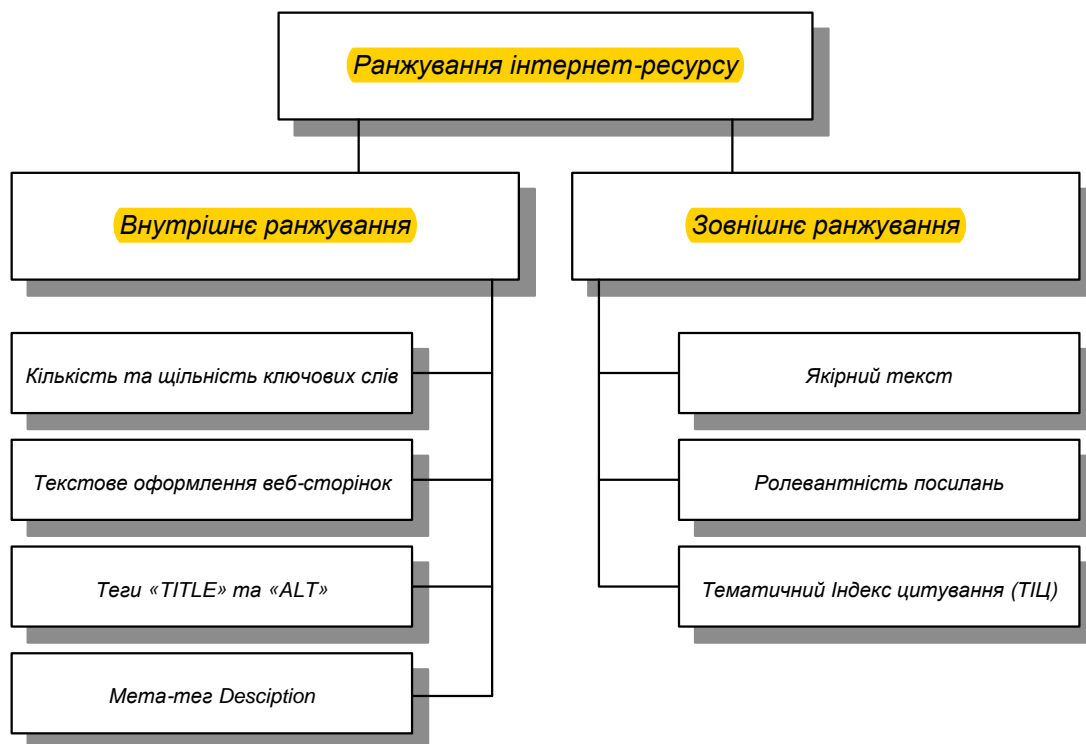 Ранжування інтернет-ресурсу
Внутрішнє ранжування
Зовнішнє ранжування
Кількість та щільність ключових слів
Текстове оформлення веб-сторінок
Теги «TITLE» та «ALT»
Мета-тег Desciption
Якірний текст
Ролевантність посилань
Тематичний Індекс цитування (ТІЦ)